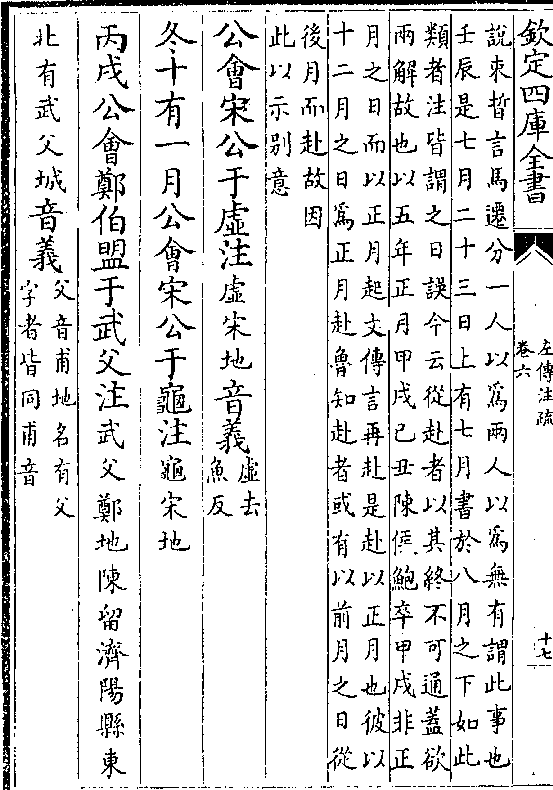 欽定四庫全書
左傳注疏
卷六
十七
說束晳言馬遷分一人以爲兩人以爲無有謂此事也
壬辰是七月二十三日上有七月書於八月之下如此
類者注皆謂之日誤今云從赴者以其終不可通蓋欲
兩解故也以五年正月甲戌己丑陳侯鮑卒甲戌非正
月之日而以正月起文傳言再赴是赴以正月也彼以
十二月之日爲正月赴魯知赴者或有以前月之日從
後月而赴故因
此以示別意
公會宋公于虛注虛宋地音義虛去
魚反
冬十有一月公會宋公于龜注龜宋地
丙戌公會鄭伯盟于武父注武父鄭地陳留濟陽縣東
北有武父城音義父音甫地名有父
字者皆同甫音